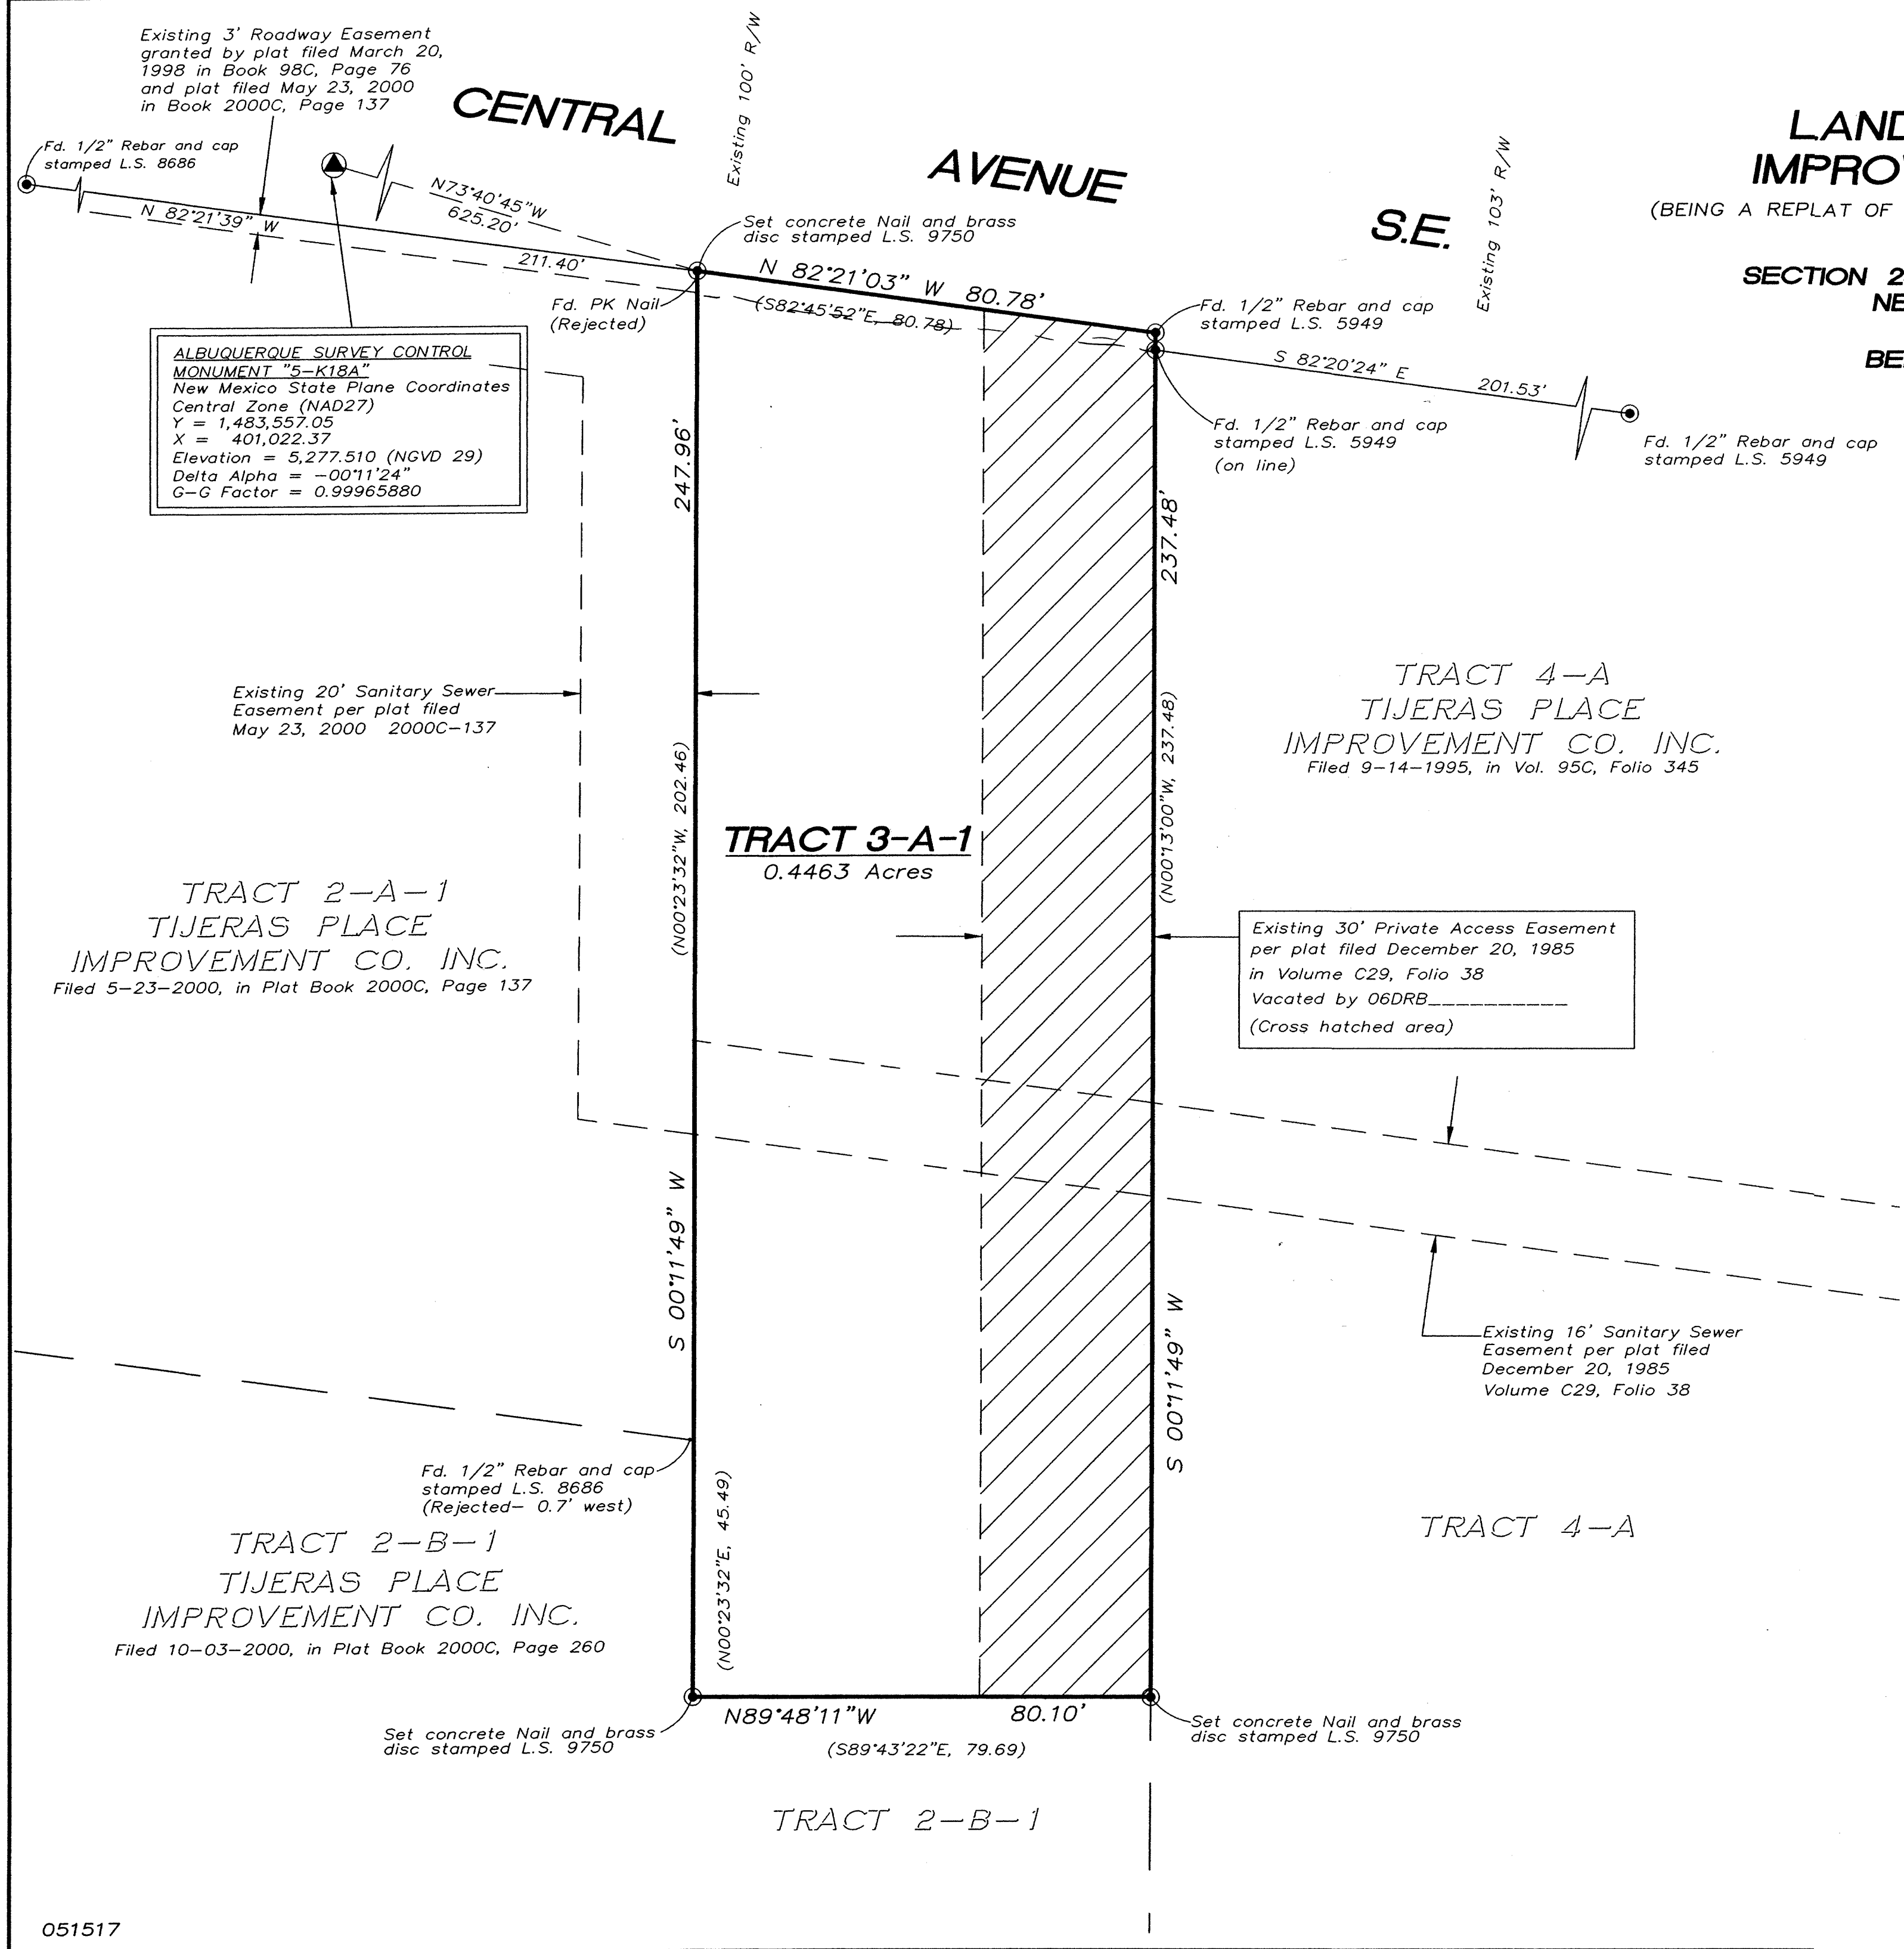 Existing 3' Roadway Easement
granted by plat filed March 20,
1998 in Book 98C, Page 76
and plat filed May 23, 2000
in Book 2000C, Page 137
CENTRAL
AVENUE
S.E.
Existing 100' R/W
Existing 103' R/W
LAND
IMPRO
(BEING A REPLAT OF
SECTION 2
NE
BE
Fd. 1/2" Rebar and cap
stamped L.S. 8686
N 82°21'39" W
211.40'
N73°40'45"W
625.20'
Set concrete Nail and brass
disc stamped L.S. 9750
Fd. PK Nail
(Rejected)
N 82°21'03" W 80.78'
(S82°45'52"E, 80.78)
Fd. 1/2" Rebar and cap
stamped L.S. 5949
S 82°20'24" E
201.53'
Fd. 1/2" Rebar and cap
stamped L.S. 5949
(on line)
Fd. 1/2" Rebar and cap
stamped L.S. 5949
ALBUQUERQUE SURVEY CONTROL
MONUMENT "5-K18A"
New Mexico State Plane Coordinates
Central Zone (NAD27)
Y = 1,483,557.05
X = 401,022.37
Elevation = 5,277.510 (NGVD 29)
Delta Alpha = -00°11'24"
G-G Factor = 0.99965880
247.96'
237.48'
Existing 20' Sanitary Sewer
Easement per plat filed
May 23, 2000 2000C-137
(N00°23'32"W, 202.46)
(N00°13'00"W, 237.48)
TRACT 4-A
TIJERAS PLACE
IMPROVEMENT CO. INC.
Filed 9-14-1995, in Vol. 95C, Folio 345
TRACT 3-A-1
0.4463 Acres
TRACT 2-A-1
TIJERAS PLACE
IMPROVEMENT CO. INC.
Filed 5-23-2000, in Plat Book 2000C, Page 137
Existing 30' Private Access Easement
per plat filed December 20, 1985
in Volume C29, Folio 38
Vacated by 06DRB__________
(Cross hatched area)
S 00°11'49" W
S 00°11'49" W
Existing 16' Sanitary Sewer
Easement per plat filed
December 20, 1985
Volume C29, Folio 38
Fd. 1/2" Rebar and cap
stamped L.S. 8686
(Rejected- 0.7' west)
(N00°23'32"E, 45.49)
TRACT 2-B-1
TIJERAS PLACE
IMPROVEMENT CO. INC.
Filed 10-03-2000, in Plat Book 2000C, Page 260
TRACT 4-A
Set concrete Nail and brass
disc stamped L.S. 9750
N89°48'11"W 80.10'
(S89°43'22"E, 79.69)
Set concrete Nail and brass
disc stamped L.S. 9750
TRACT 2-B-1
051517